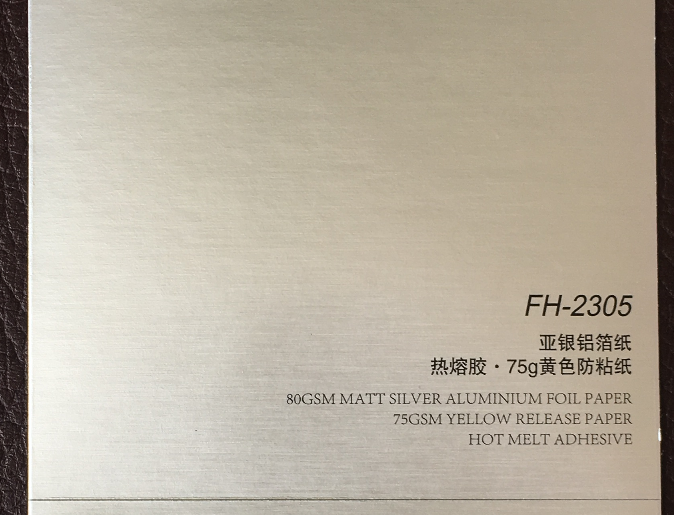 FH-2305
亚银铝箔纸
热熔胶·75g黄色防粘纸
80GSM MATT SILVER ALUMINIUM FOIL PAPER
75GSM YELLOW RELEASE PAPER
HOT MELT ADHESIVE